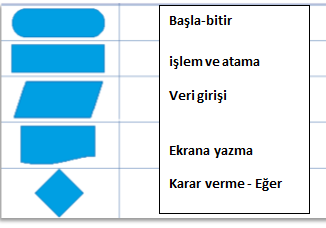 Başla-bitir
işlem ve atama
Veri girişi
Ekrana yazma
Karar verme - Eğer